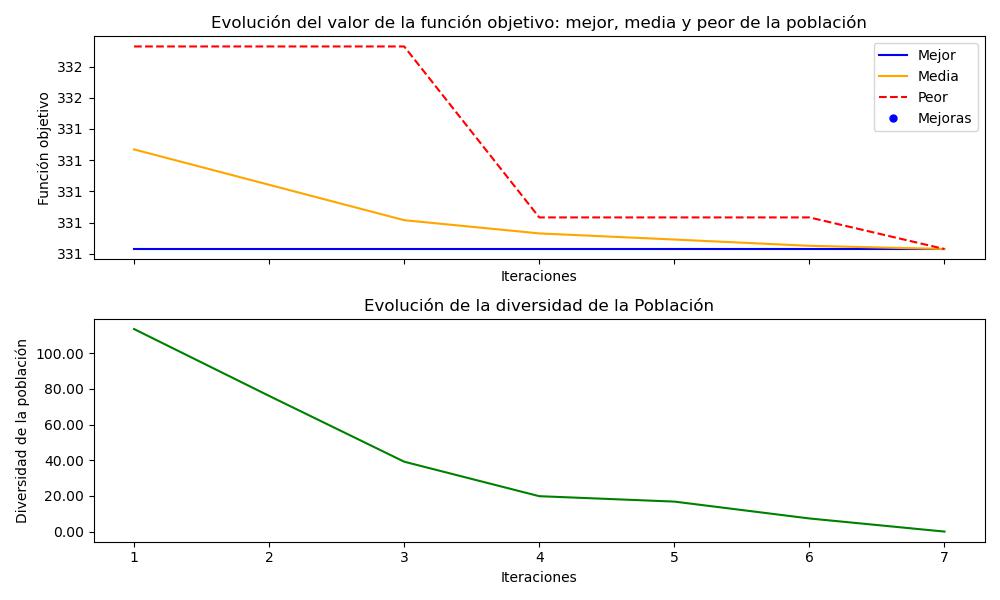 Evolución del valor de la función objetivo: mejor, media y peor de la población
Función objetivo
332
332
331
331
331
331
331
Mejor
Media
Peor
Mejoras
Iteraciones
Evolución de la diversidad de la Población
Diversidad de la población
100.00
80.00
60.00
40.00
20.00
0.00
1 2 3 4 5 6 7
Iteraciones